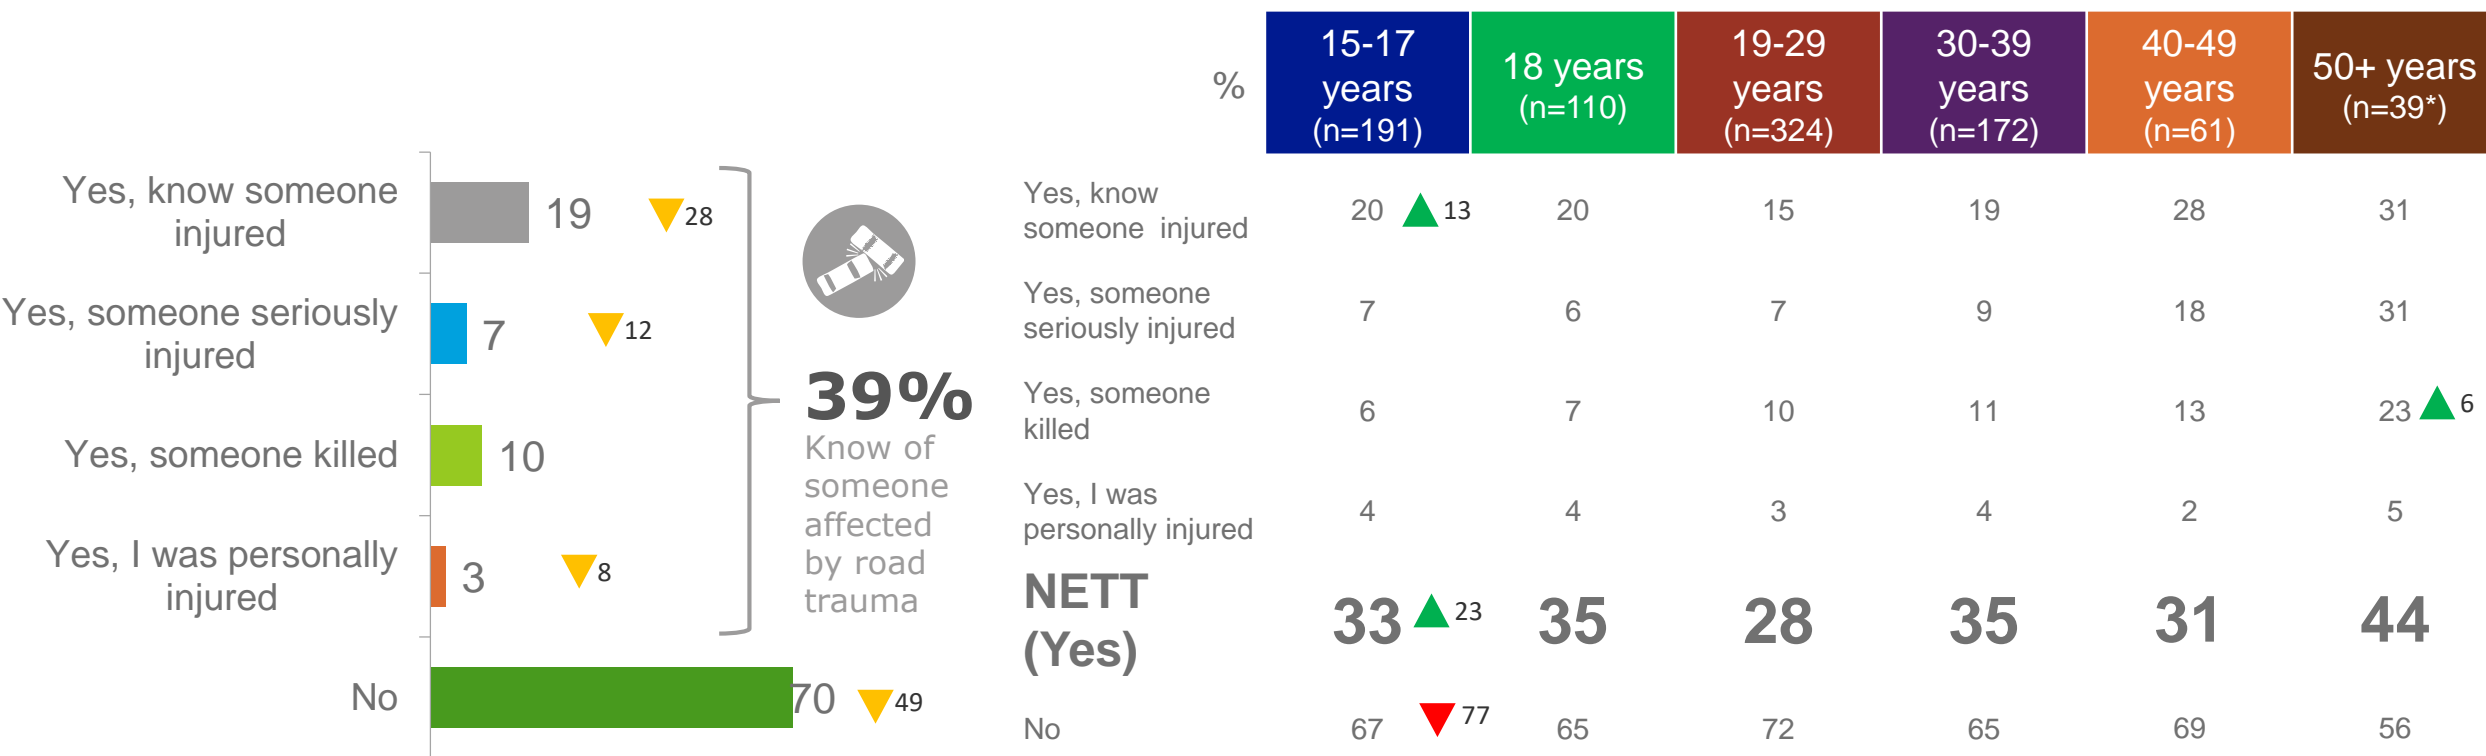 Yes, know someone
injured
19
28
Yes, someone seriously
injured
7
12
Yes, someone killed
10
Yes, I was personally
injured
3
8
No
70
49
39%
Know of
someone
affected
by road
trauma
%
15-17
years
(n=191)
18 years
(n=110)
19-29
years
(n=324)
30-39
years
(n=172)
40-49
years
(n=61)
50+ years
(n=39*)
Yes, know
someone injured
20 13 20 15 19 28 31
Yes, someone
seriously injured
7 6 7 9 18 31
Yes, someone
killed
6 7 10 11 13 23 6
Yes, I was
personally injured
4 4 3 4 2 5
NETT
(Yes)
33 23 35 28 35 31 44
No 67 77 65 72 65 69 56